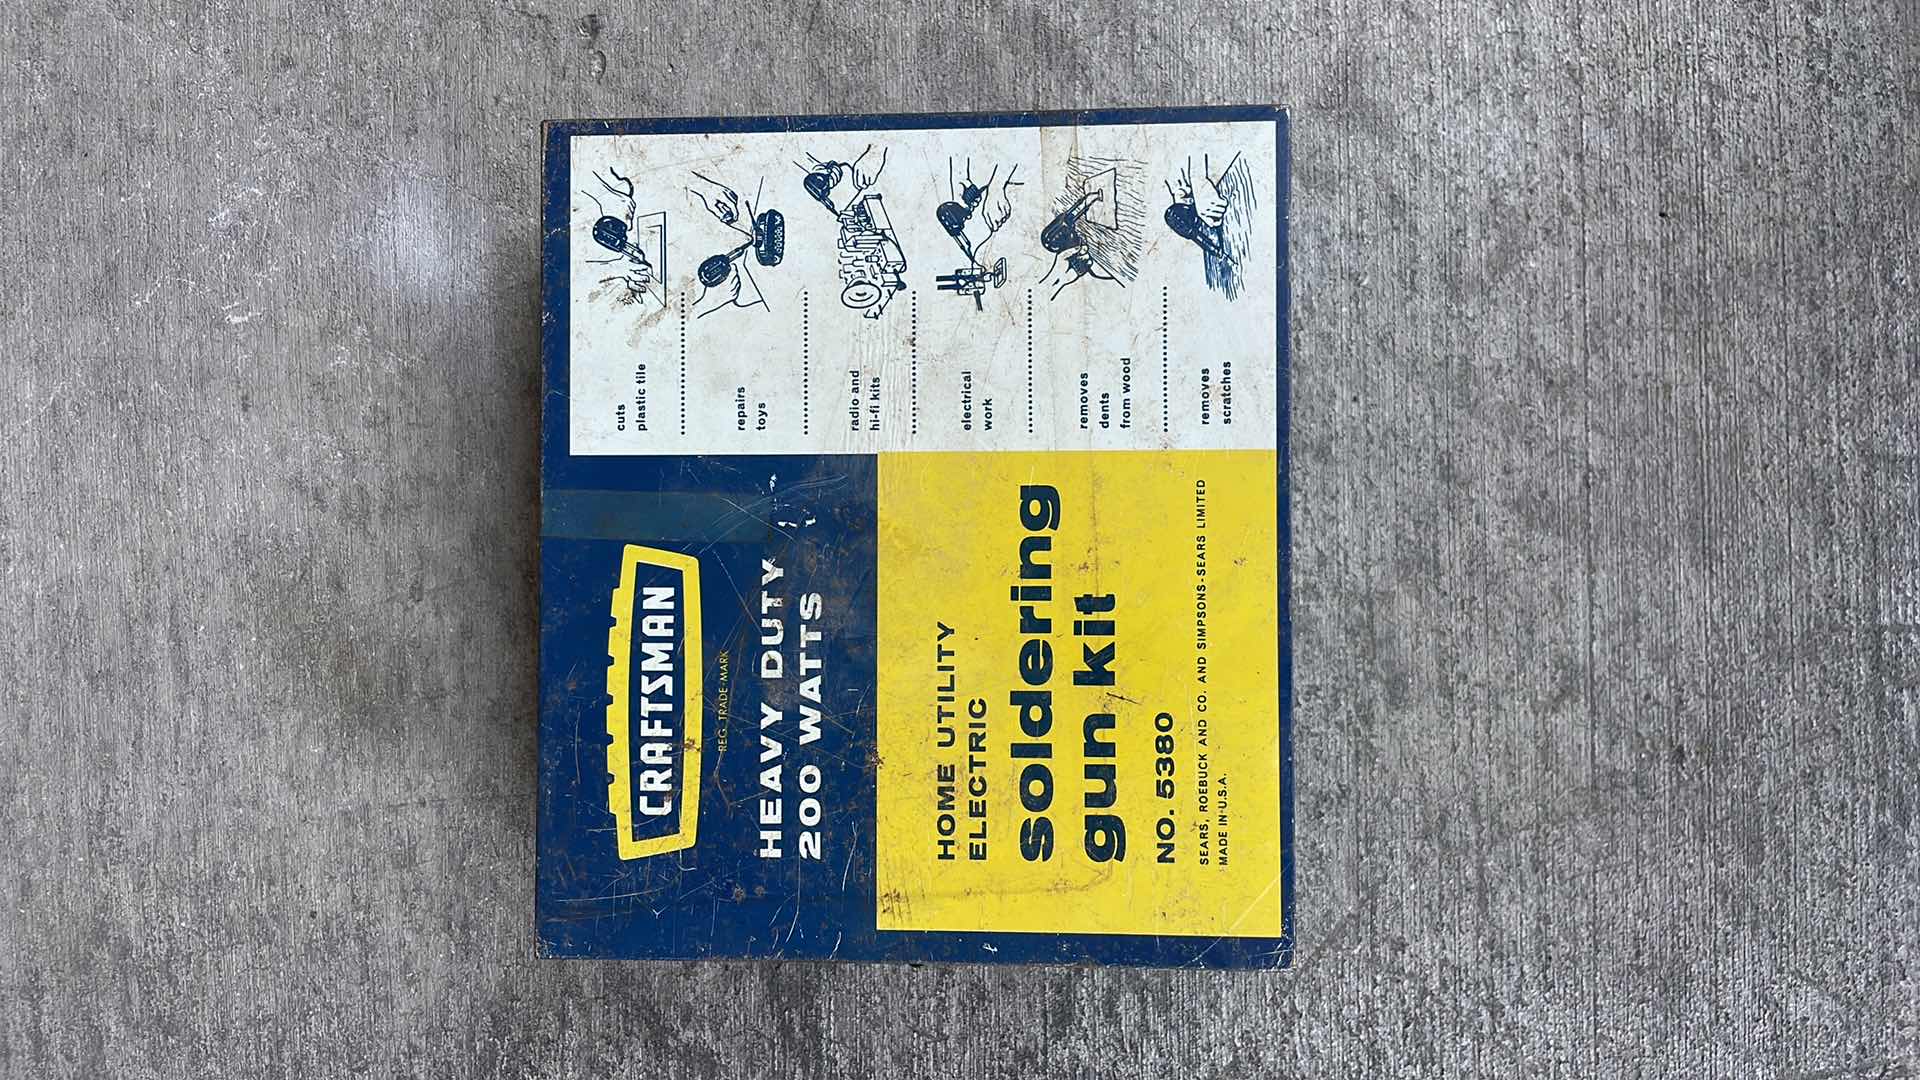 CRAFTSMAN
REG. TRADE-MARK
HEAVY DUTY
200 WATTS
HOME UTILITY
ELECTRIC
soldering
gun kit
NO. 5380
SEARS, ROEBUCK AND CO. AND SIMPSONS-SEARS LIMITED
MADE IN U.S.A.
cuts
plastic tile
repairs
toys
radio and
hi-fi kits
electrical
work
removes
dents
from wood
removes
scratches